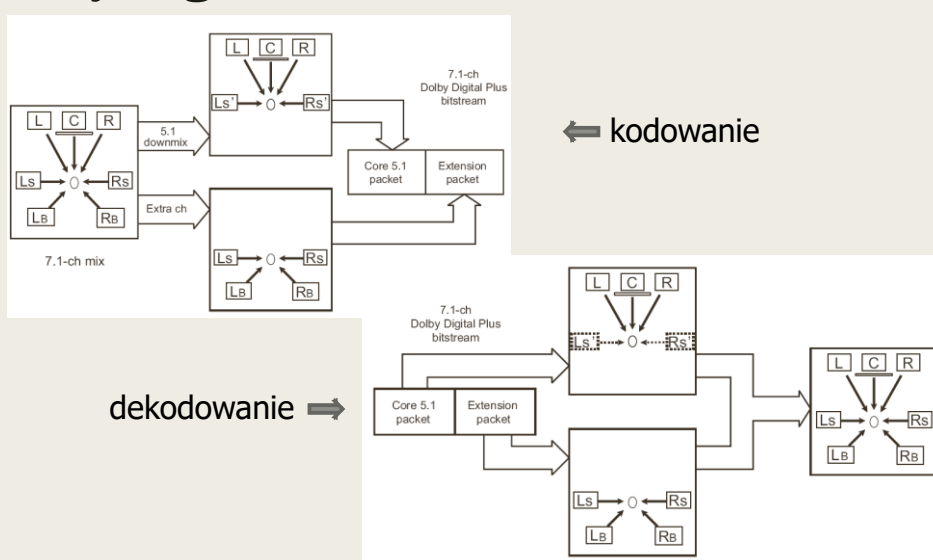 L C R
Ls' Rs'
7.1-ch
Dolby Digital Plus
bitstream
L C R
Ls Rs
LB RB
7.1-ch mix
5.1
downmix
Extra ch
Core 5.1
packet
Extension
packet
Ls Rs
LB RB
kodowanie
dekodowanie
7.1-ch
Dolby Digital Plus
bitstream
Core 5.1
packet
Extension
packet
L C R
Ls' Rs'
Ls Rs
LB RB
L C R
Ls Rs
LB RB